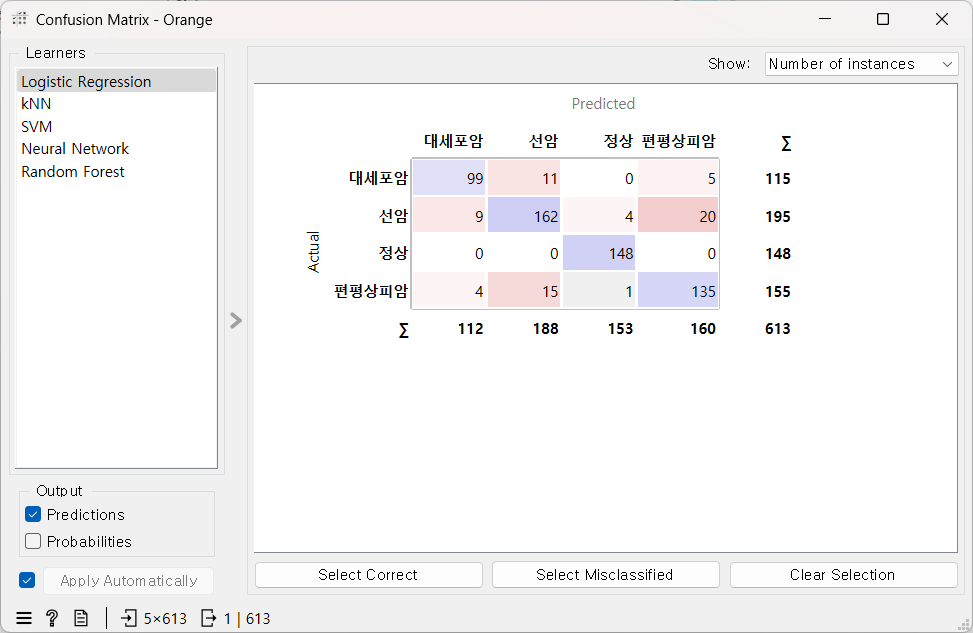 Confusion Matrix - Orange
Learners
Logistic Regression
kNN
SVM
Neural Network
Random Forest
Output
Predictions
Probabilities
Apply Automatically
5×613
1 | 613
Show: Number of instances
Predicted
대세포암 선암 정상 편평상피암 Σ
Actual
대세포암 99 11 0 5 115
선암 9 162 4 20 195
정상 0 0 148 0 148
편평상피암 4 15 1 135 155
Σ 112 188 153 160 613
Select Correct
Select Misclassified
Clear Selection